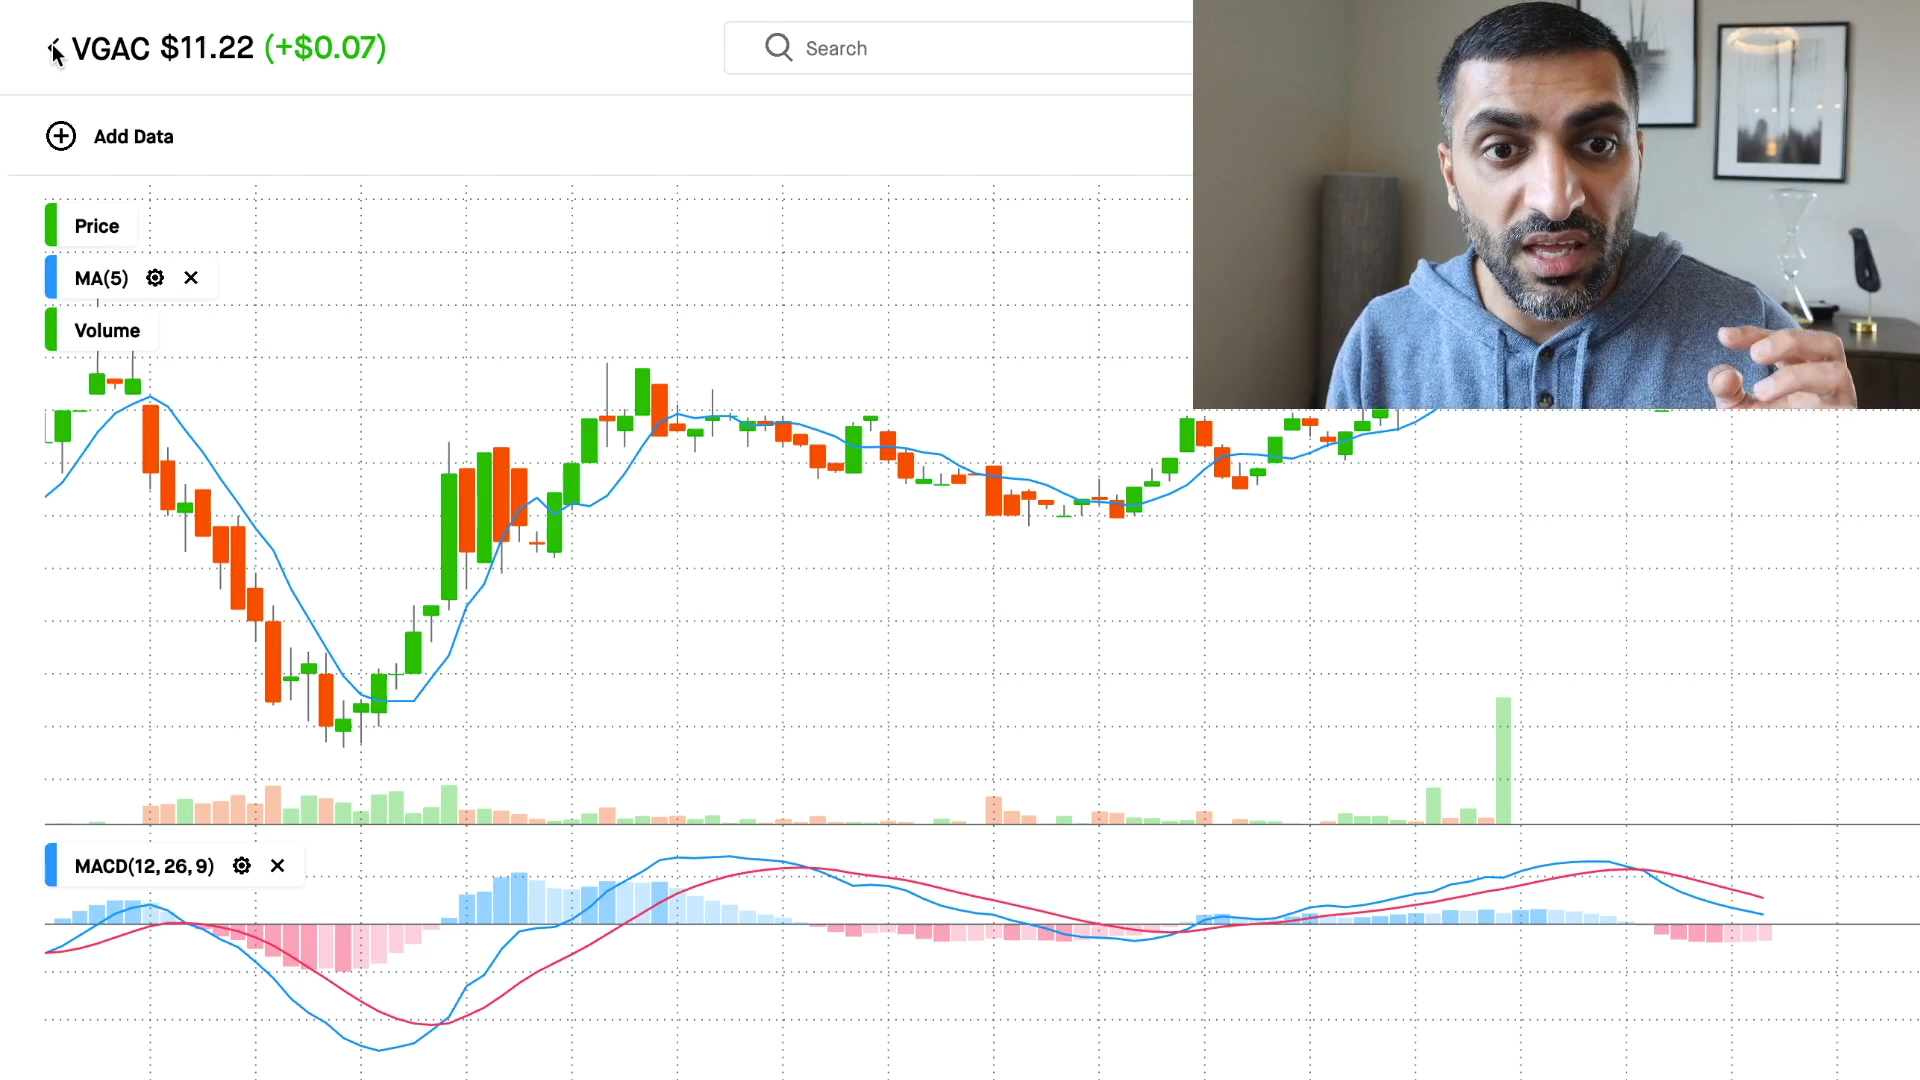 VGAC $11.22 (+$0.07)
Search
Add Data
Price
MA(5)
Volume
MACD(12, 26, 9)